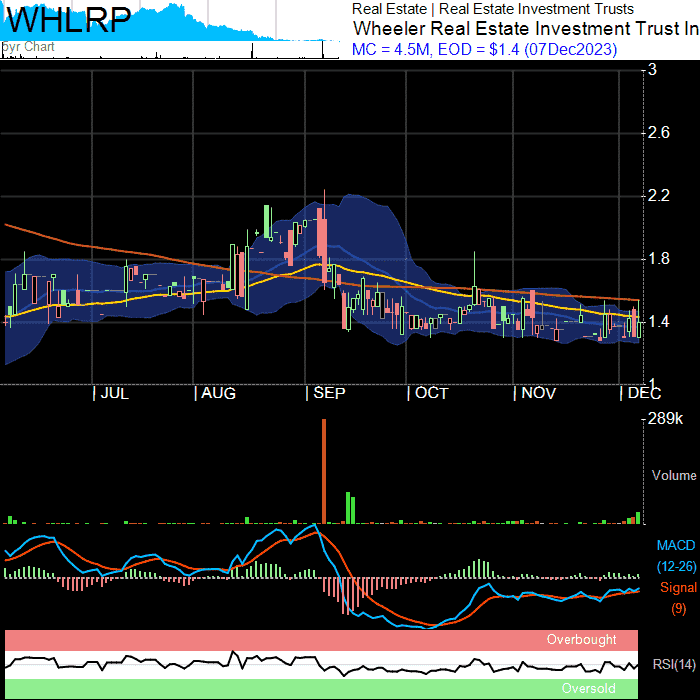 WHLRP
5yr Chart
Real Estate | Real Estate Investment Trusts
Wheeler Real Estate Investment Trust In
MC = 4.5M, EOD = $1.4 (07Dec2023)
3
2.6
2.2
1.8
1.4
1
JUL AUG SEP OCT NOV DEC
289k
Volume
MACD
(12-26)
Signal
(9)
Overbought
RSI(14)
Oversold